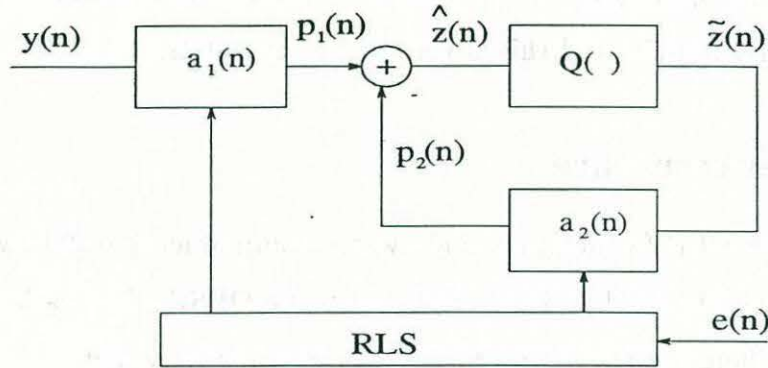 y(n)
a₁(n)
p₁(n)
+
ẑ(n)
Q( )
z̃(n)
p₂(n)
a₂(n)
RLS
e(n)